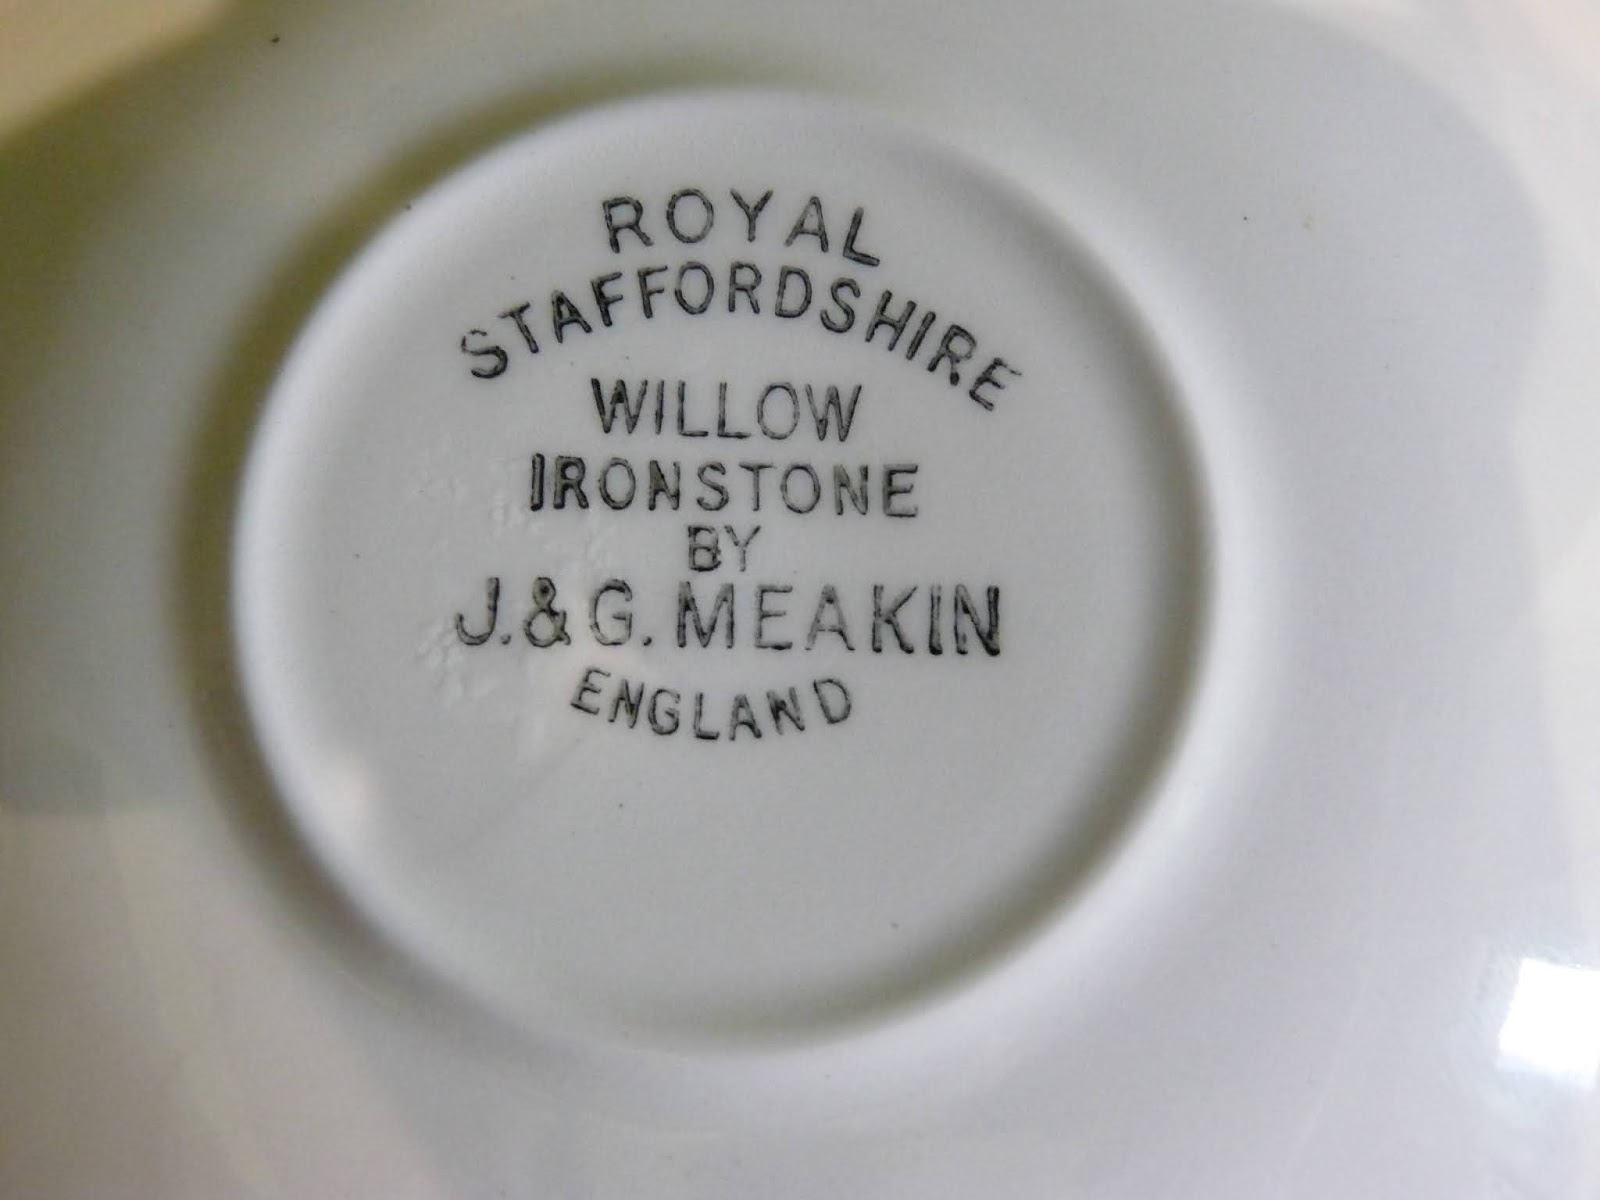 ROYAL
STAFFORDSHIRE
WILLOW
IRONSTONE
BY
J.&G. MEAKIN
ENGLAND